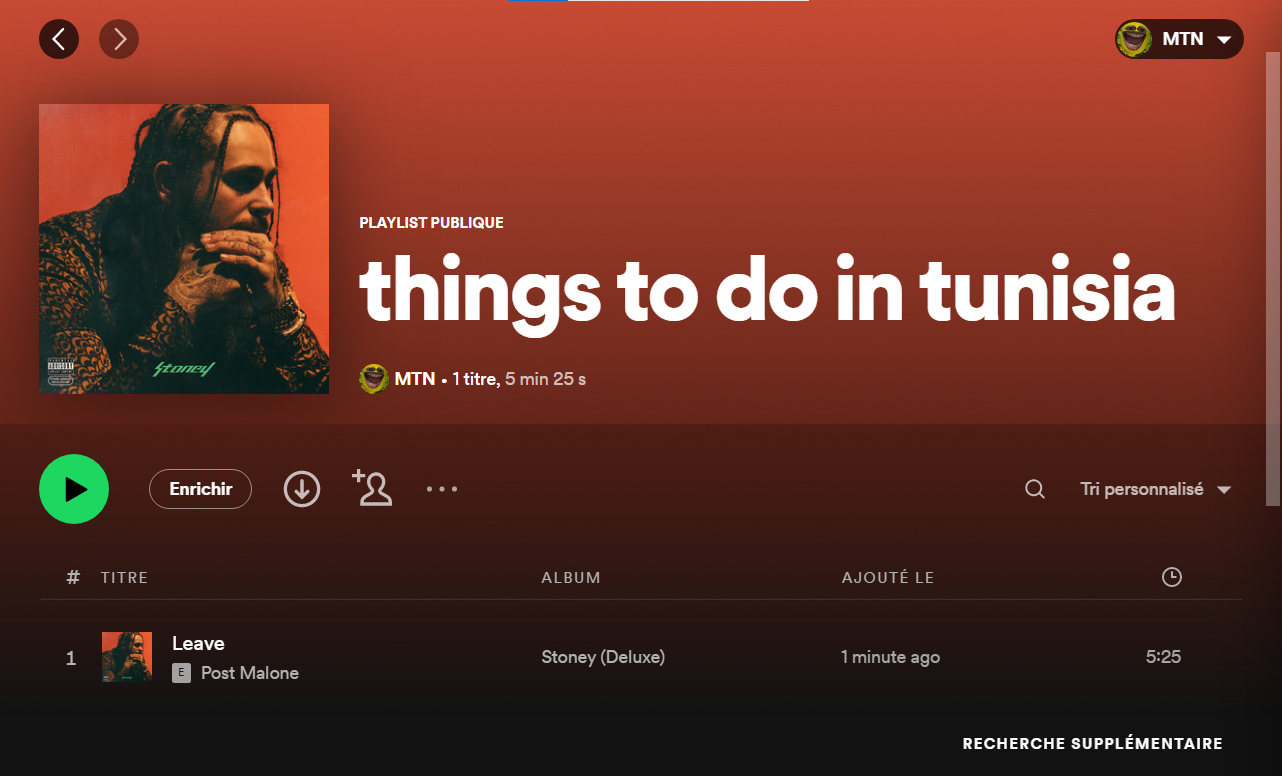 MTN
PLAYLIST PUBLIQUE
things to do in tunisia
Stoney
MTN • 1 titre, 5 min 25 s
Enrichir
Tri personnalisé
# TITRE ALBUM AJOUTÉ LE
1 Leave Stoney (Deluxe) 1 minute ago 5:25
E Post Malone
RECHERCHE SUPPLÉMENTAIRE